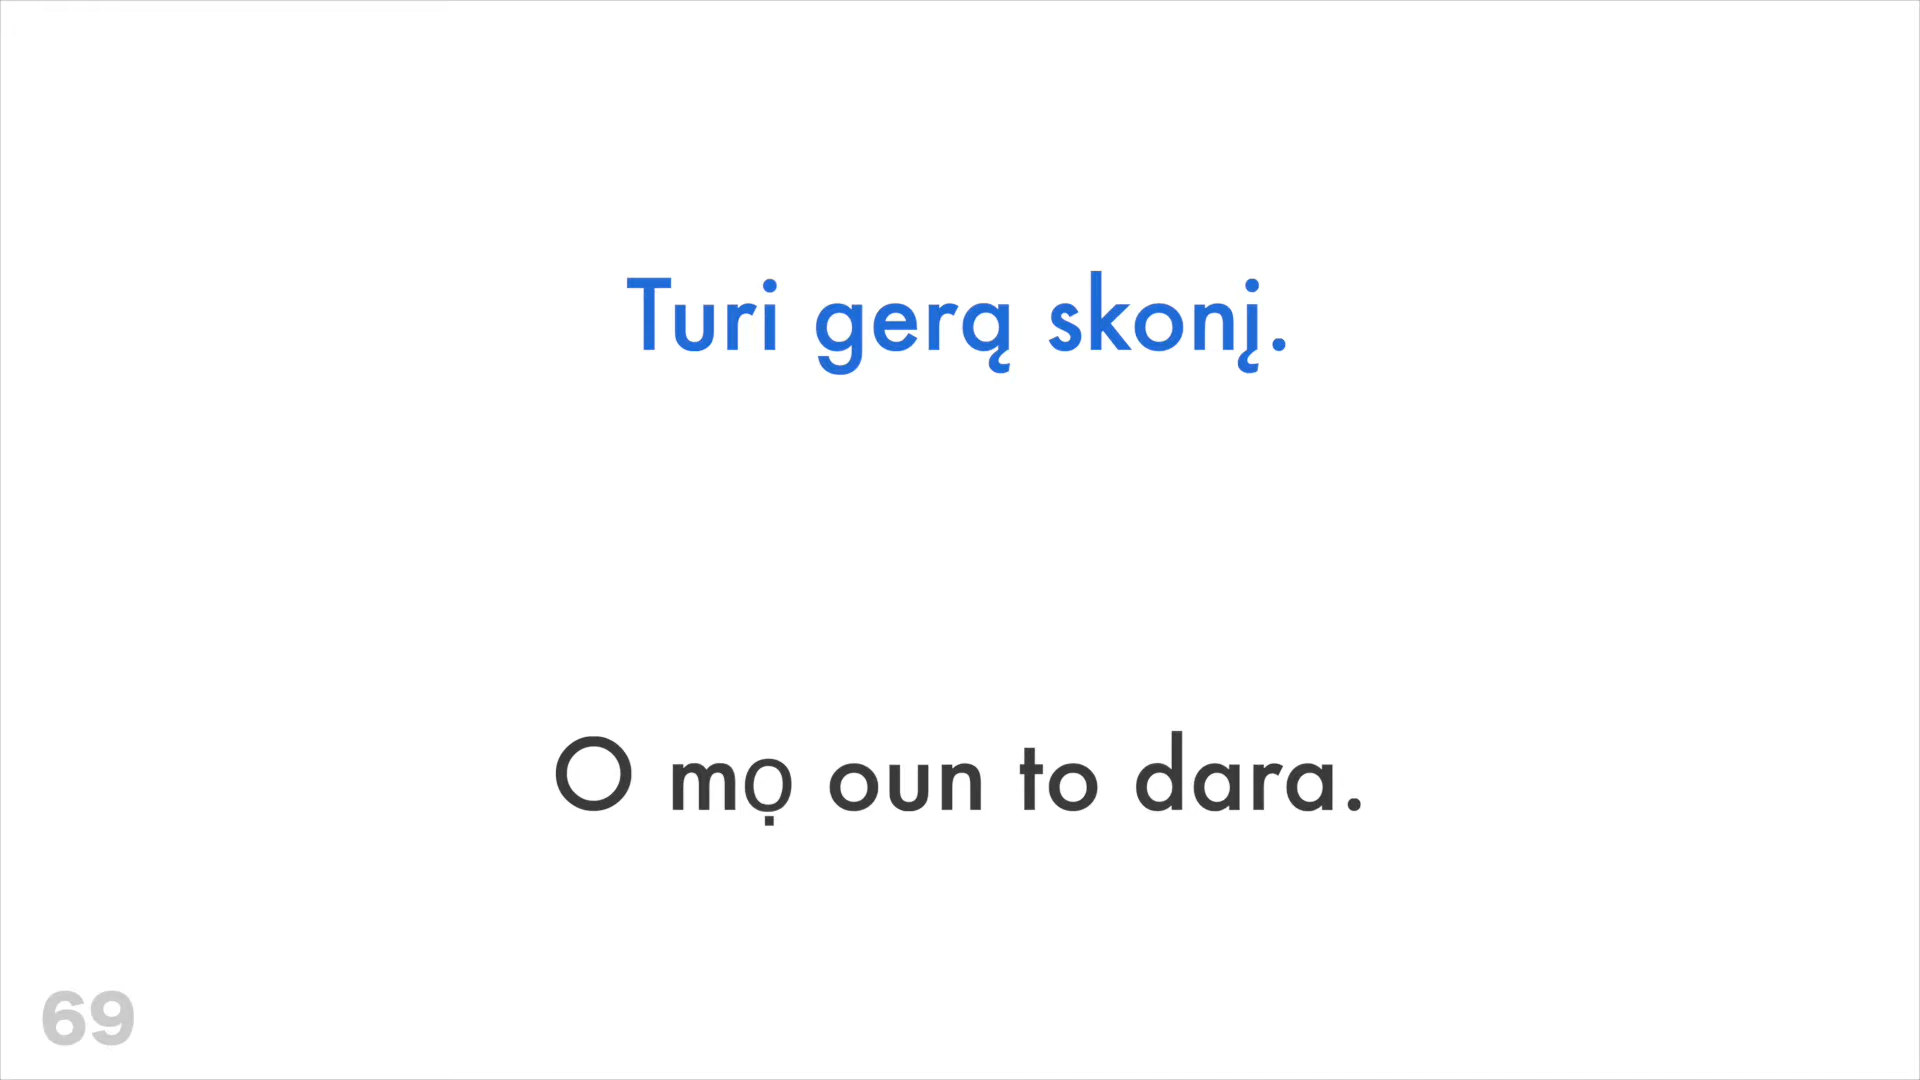 Turi gerą skonį.
O mọ oun to dara.
69